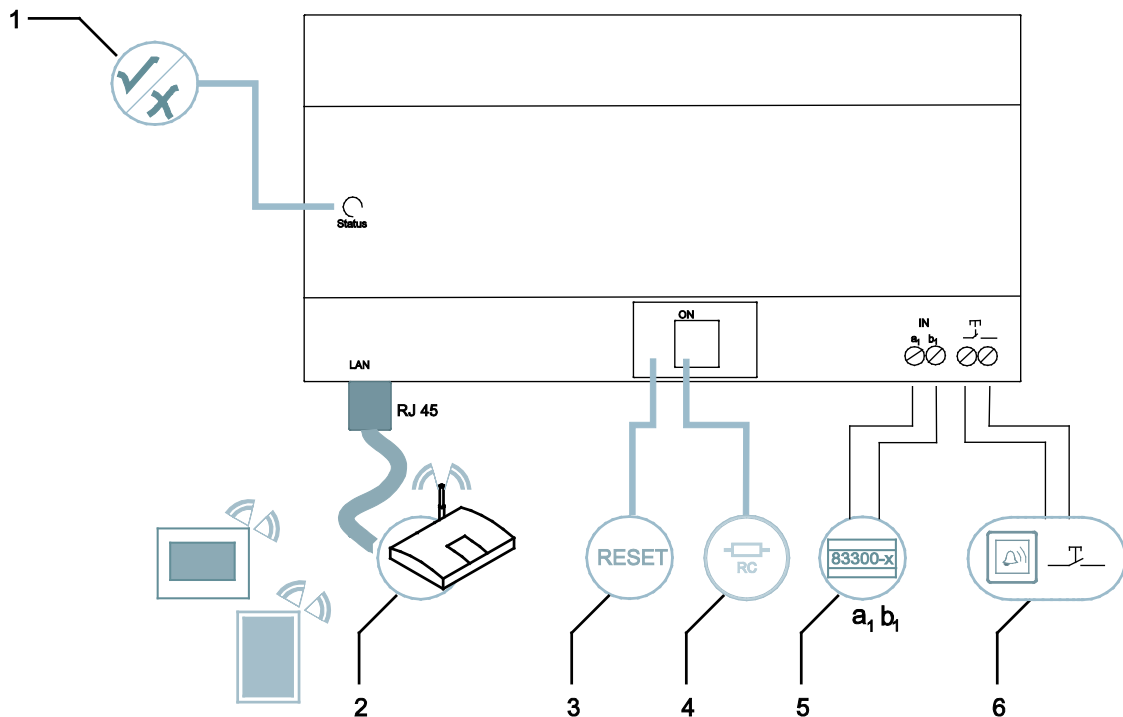 1
Status
ON
IN
a₁ b₁
LAN
RJ 45
RESET
RC
83300-x
a₁ b₁
2
3
4
5
6